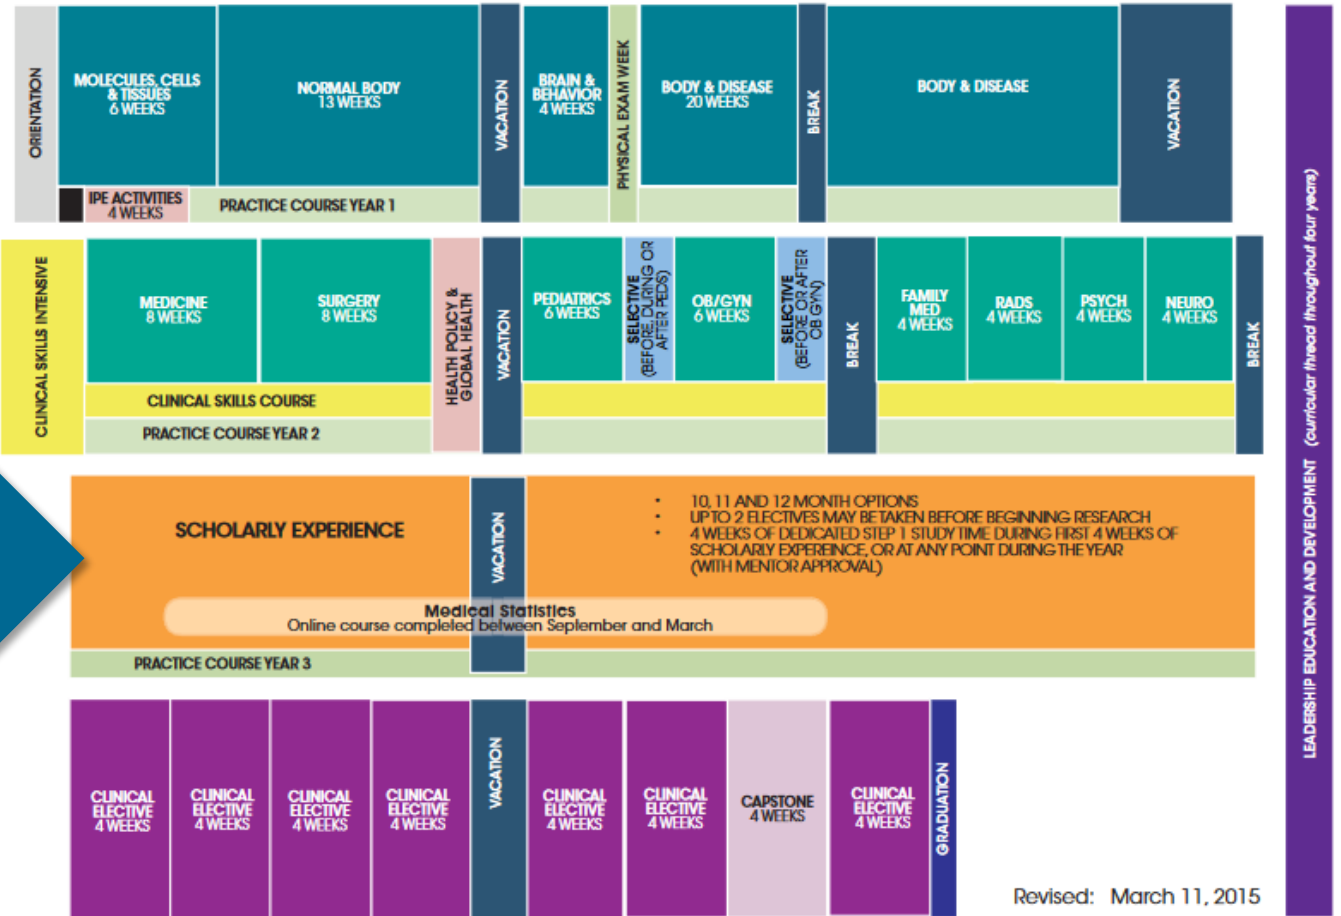 ORIENTATION
MOLECULES, CELLS
& TISSUES
6 WEEKS
NORMAL BODY
13 WEEKS
VACATION
BRAIN &
BEHAVIOR
4 WEEKS
PHYSICAL EXAM WEEK
BODY & DISEASE
20 WEEKS
BREAK
BODY & DISEASE
VACATION
IPE ACTIVITIES
4 WEEKS
PRACTICE COURSE YEAR 1
CLINICAL SKILLS INTENSIVE
MEDICINE
8 WEEKS
SURGERY
8 WEEKS
HEALTH POLICY &
GLOBAL HEALTH
VACATION
PEDIATRICS
6 WEEKS
SELECTIVE
(BEFORE, DURING OR
AFTER PEDS)
OB/GYN
6 WEEKS
SELECTIVE
(BEFORE OR AFTER
OB GYN)
BREAK
FAMILY
MED
4 WEEKS
RADS
4 WEEKS
PSYCH
4 WEEKS
NEURO
4 WEEKS
BREAK
CLINICAL SKILLS COURSE
PRACTICE COURSE YEAR 2
SCHOLARLY EXPERIENCE
VACATION
• 10, 11 AND 12 MONTH OPTIONS
• UP TO 2 ELECTIVES MAY BE TAKEN BEFORE BEGINNING RESEARCH
• 4 WEEKS OF DEDICATED STEP 1 STUDY TIME DURING FIRST 4 WEEKS OF
SCHOLARLY EXPEREINCE, OR AT ANY POINT DURING THE YEAR
(WITH MENTOR APPROVAL)
Medical Statistics
Online course completed between September and March
PRACTICE COURSE YEAR 3
CLINICAL
ELECTIVE
4 WEEKS
CLINICAL
ELECTIVE
4 WEEKS
CLINICAL
ELECTIVE
4 WEEKS
CLINICAL
ELECTIVE
4 WEEKS
VACATION
CLINICAL
ELECTIVE
4 WEEKS
CLINICAL
ELECTIVE
4 WEEKS
CAPSTONE
4 WEEKS
CLINICAL
ELECTIVE
4 WEEKS
GRADUATION
LEADERSHIP EDUCATION AND DEVELOPMENT (curricular thread throughout four years)
Revised: March 11, 2015